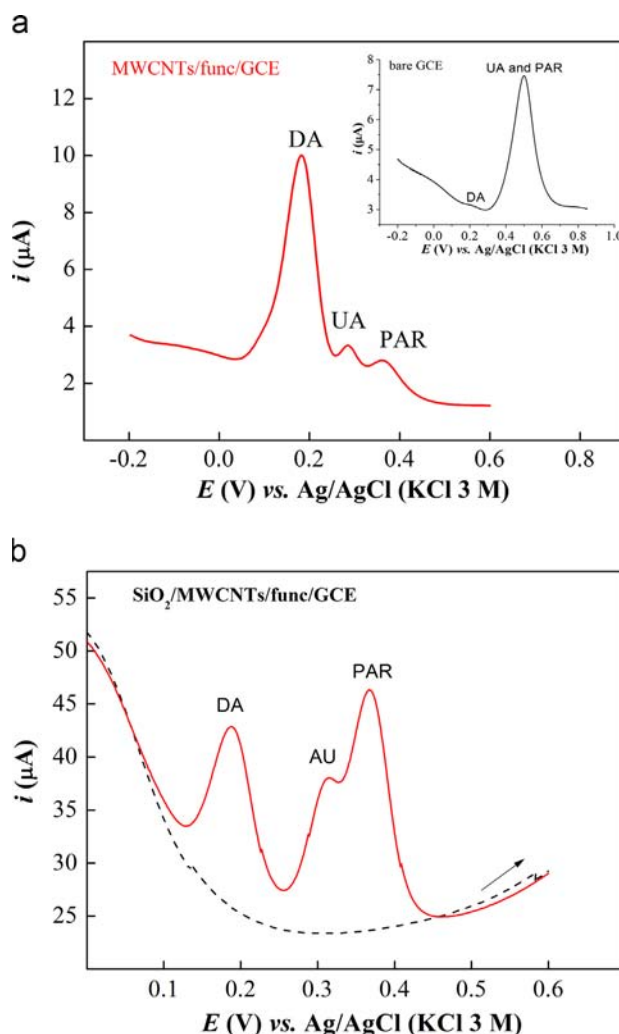 a
MWCNTs/func/GCE
bare GCE
UA and PAR
DA
8
7
6
5
4
3
i (μA)
-0.2 0.0 0.2 0.4 0.6 0.8 1.0
E (V) vs. Ag/AgCl (KCl 3 M)
DA
UA
PAR
12
10
8
6
4
2
i (μA)
-0.2 0.0 0.2 0.4 0.6 0.8
E (V) vs. Ag/AgCl (KCl 3 M)
b
SiO₂/MWCNTs/func/GCE
DA
AU
PAR
55
50
45
40
35
30
25
i (μA)
0.1 0.2 0.3 0.4 0.5 0.6
E (V) vs. Ag/AgCl (KCl 3 M)